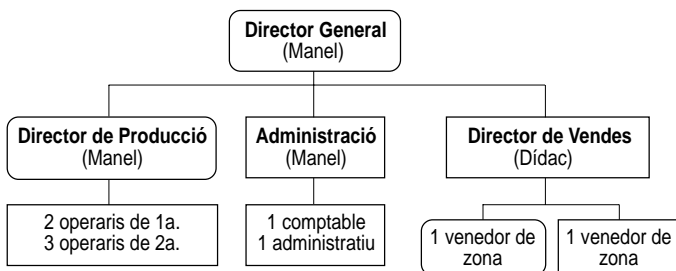 Director General
(Manel)
Director de Producció
(Manel)
Administració
(Manel)
Director de Vendes
(Dídac)
2 operaris de 1a.
3 operaris de 2a.
1 comptable
1 administratiu
1 venedor de
zona
1 venedor de
zona